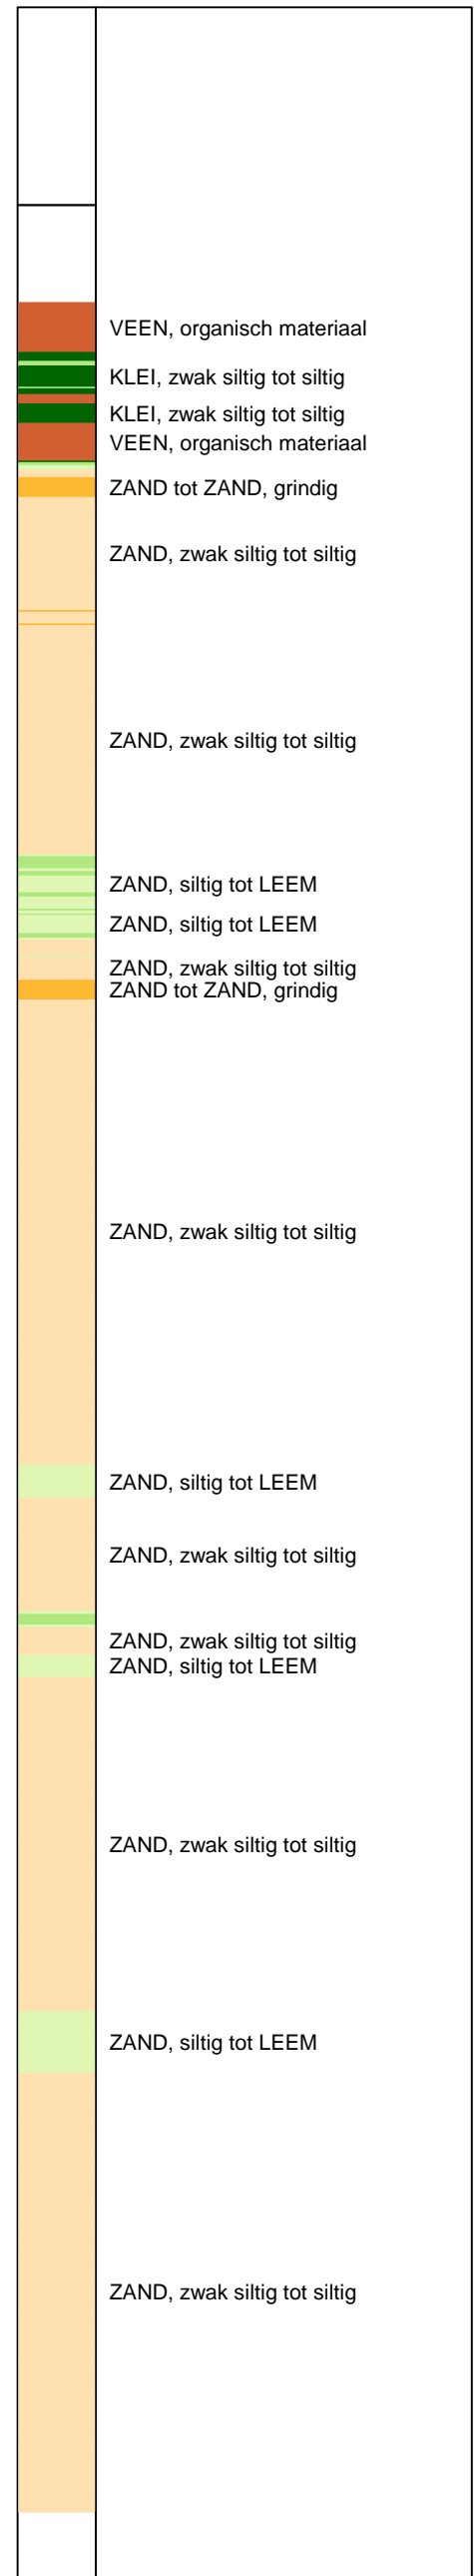 VEEN, organisch materiaal
KLEI, zwak siltig tot siltig
KLEI, zwak siltig tot siltig
VEEN, organisch materiaal
ZAND tot ZAND, grindig
ZAND, zwak siltig tot siltig
ZAND, zwak siltig tot siltig
ZAND, siltig tot LEEM
ZAND, siltig tot LEEM
ZAND, zwak siltig tot siltig
ZAND tot ZAND, grindig
ZAND, zwak siltig tot siltig
ZAND, siltig tot LEEM
ZAND, zwak siltig tot siltig
ZAND, zwak siltig tot siltig
ZAND, siltig tot LEEM
ZAND, zwak siltig tot siltig
ZAND, siltig tot LEEM
ZAND, zwak siltig tot siltig